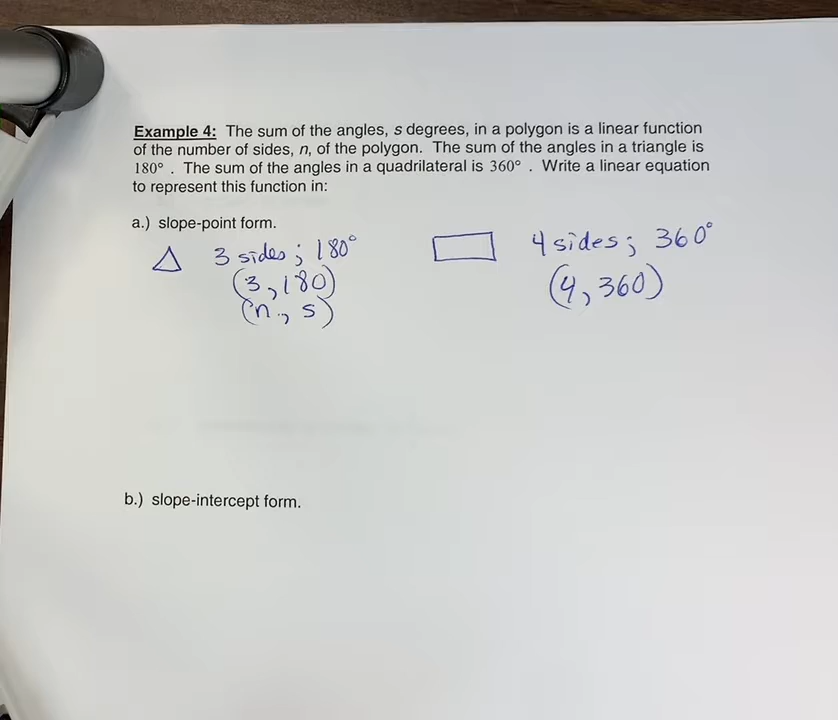 Example 4: The sum of the angles, s degrees, in a polygon is a linear function
of the number of sides, n, of the polygon. The sum of the angles in a triangle is
180° . The sum of the angles in a quadrilateral is 360° . Write a linear equation
to represent this function in:
a.) slope-point form.
3 sides; 180°
4 sides; 360°
(3,180)
(4,360)
(n, s)
b.) slope-intercept form.